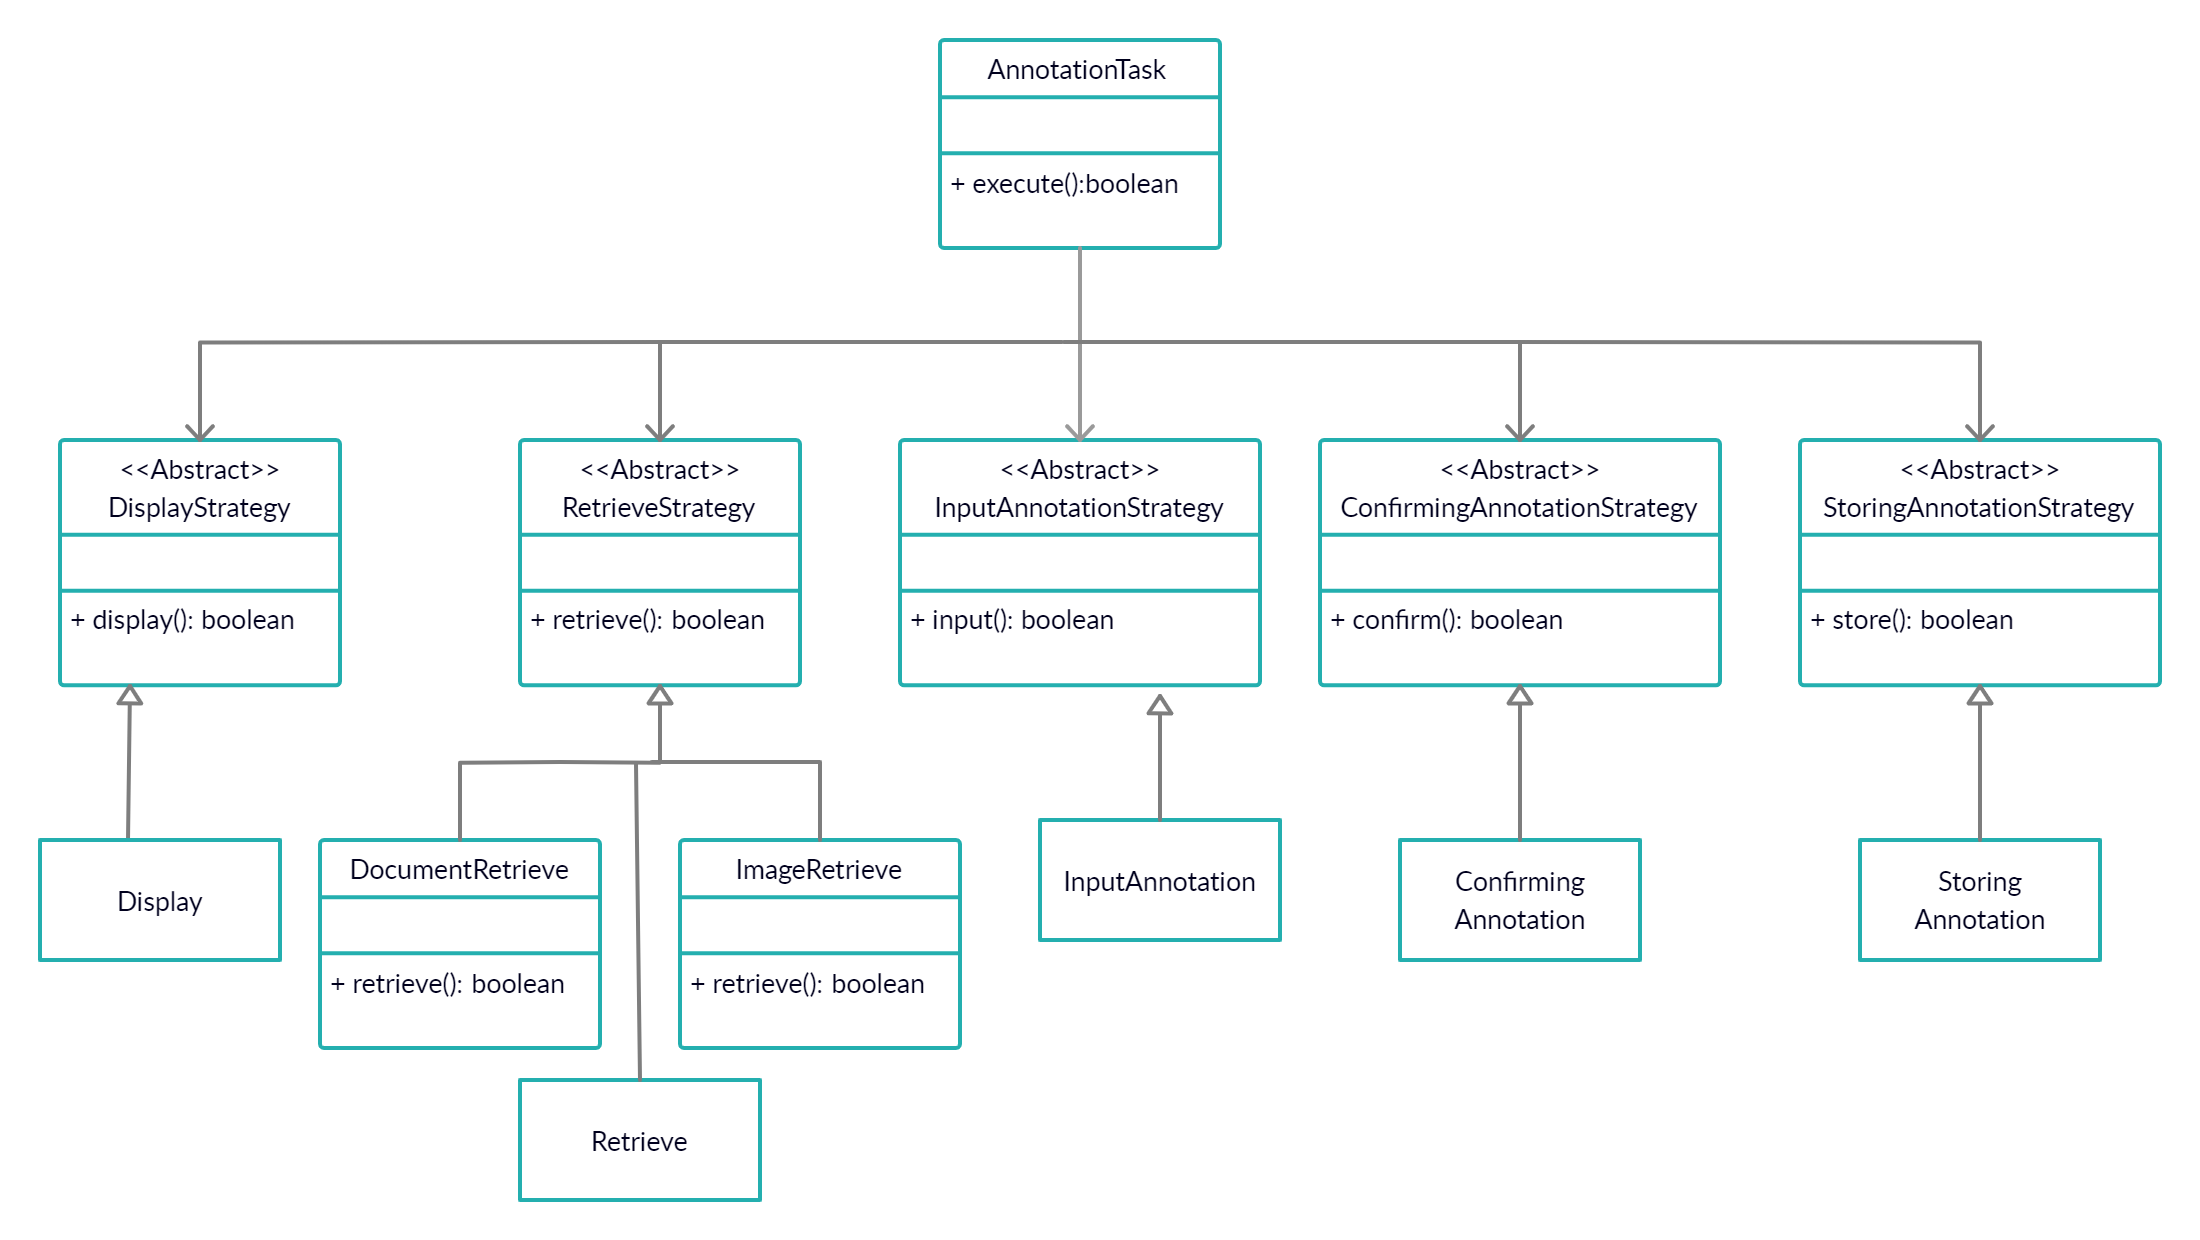 AnnotationTask
+ execute():boolean
<<Abstract>>
DisplayStrategy
+ display(): boolean
<<Abstract>>
RetrieveStrategy
+ retrieve(): boolean
<<Abstract>>
InputAnnotationStrategy
+ input(): boolean
<<Abstract>>
ConfirmingAnnotationStrategy
+ confirm(): boolean
<<Abstract>>
StoringAnnotationStrategy
+ store(): boolean
Display
DocumentRetrieve
+ retrieve(): boolean
ImageRetrieve
+ retrieve(): boolean
InputAnnotation
Confirming
Annotation
Storing
Annotation
Retrieve